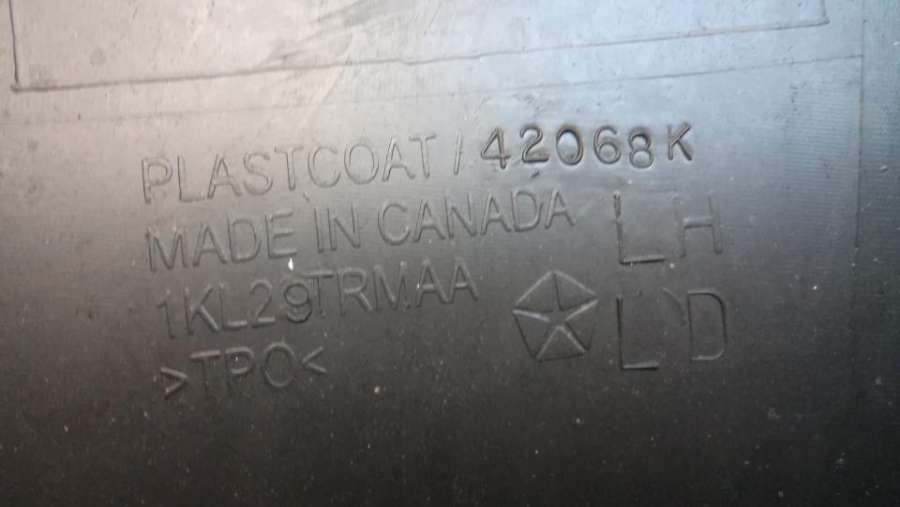 PLASTCOAT / 42068K
MADE IN CANADA LH
1KL29TRMAA LD
>TPO<